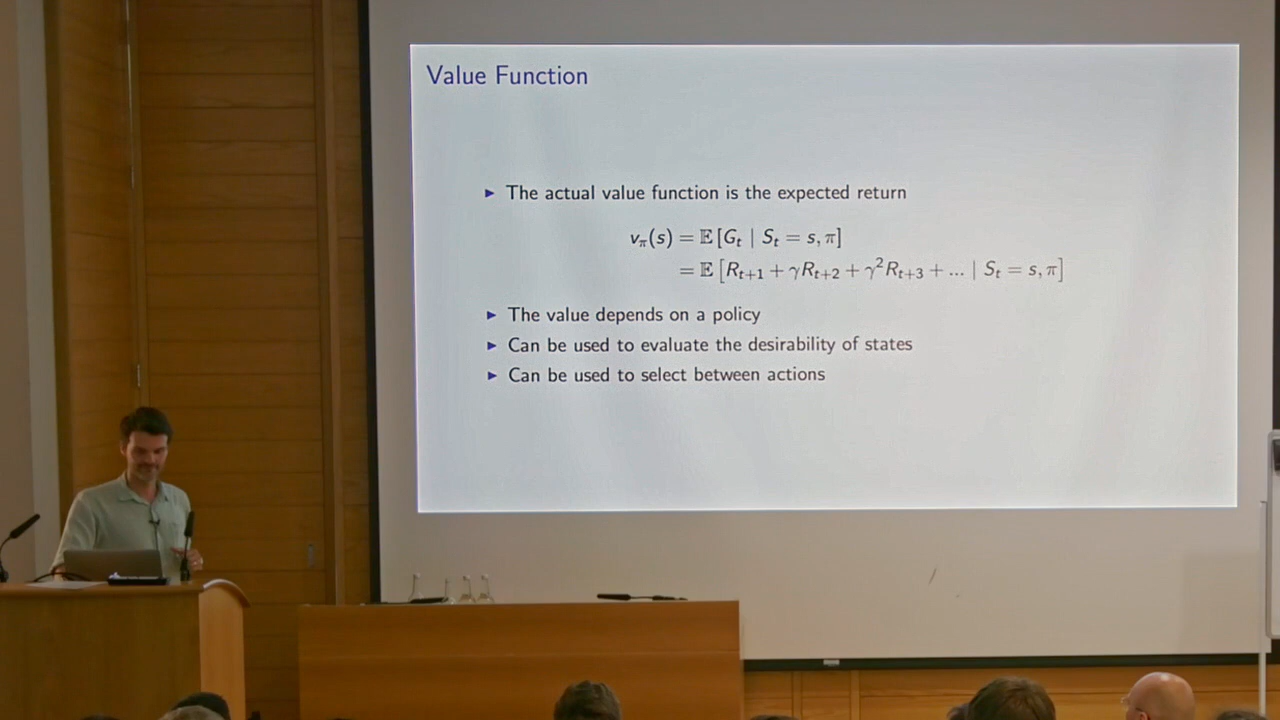 Value Function
▶ The actual value function is the expected return
vπ(s) = 𝔼 [Gt | St = s, π]
= 𝔼 [Rt+1 + γRt+2 + γ²Rt+3 + ... | St = s, π]
▶ The value depends on a policy
▶ Can be used to evaluate the desirability of states
▶ Can be used to select between actions